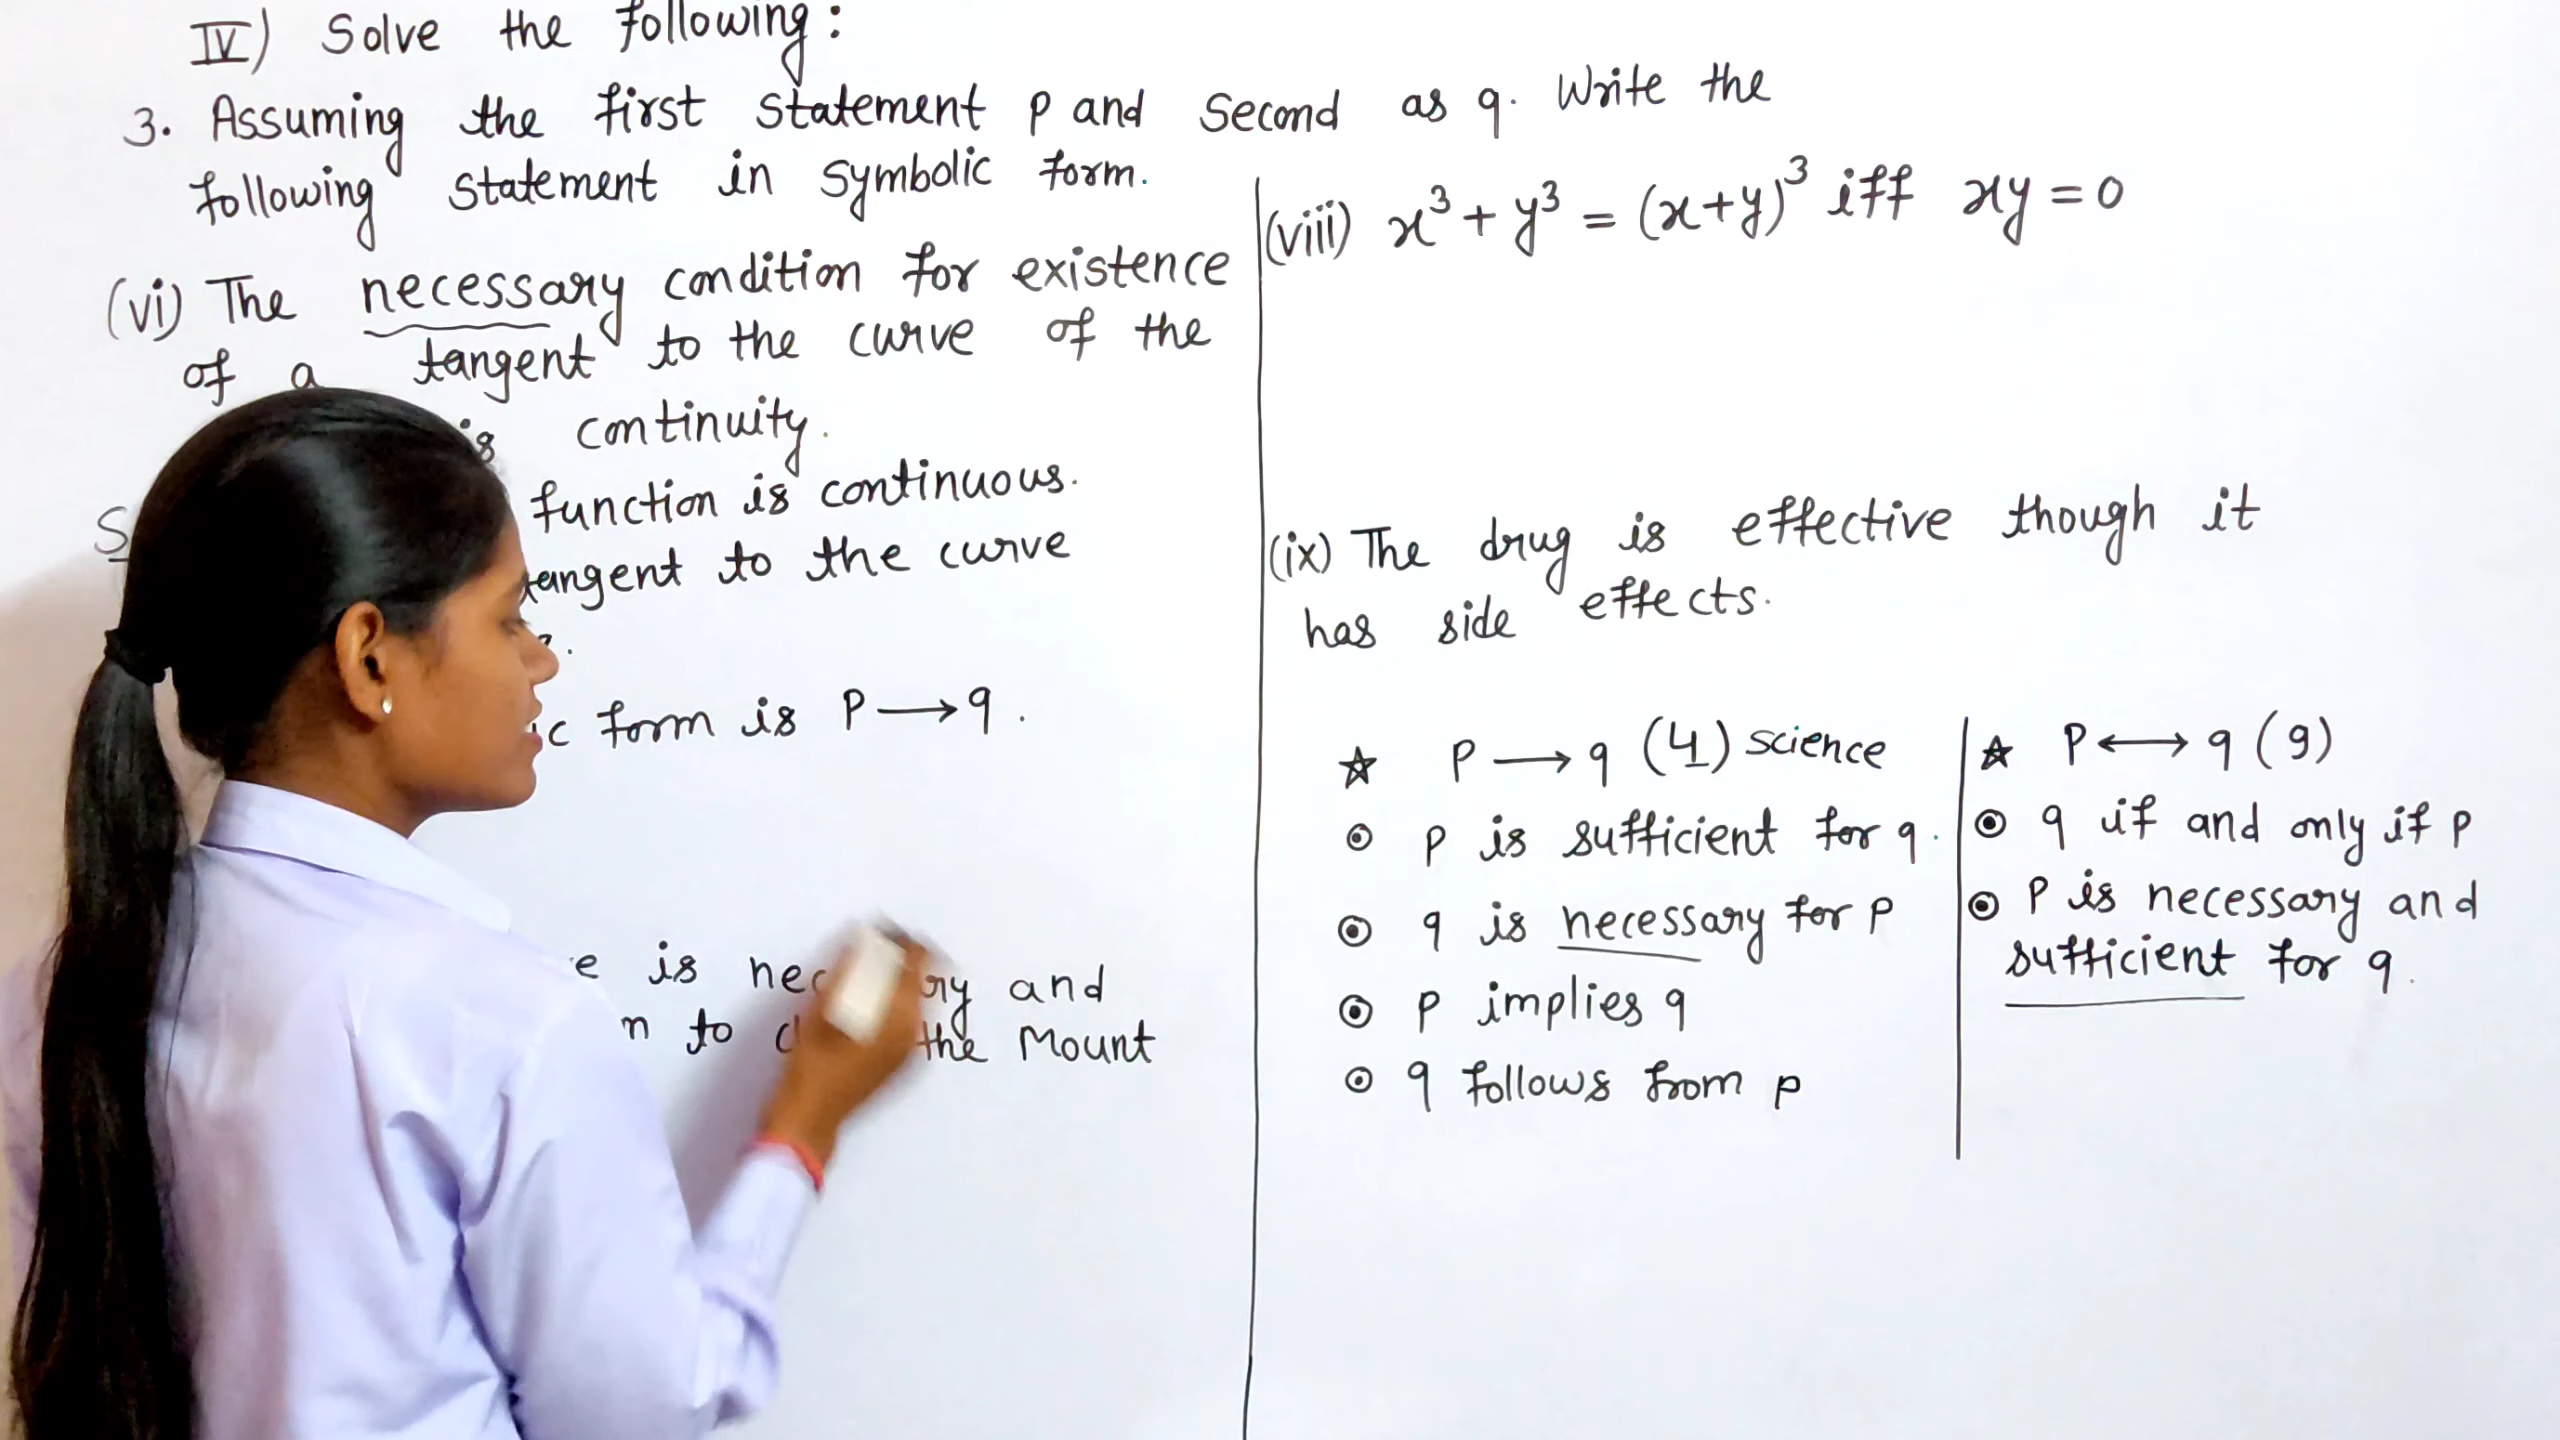 IV) Solve the following:
3. Assuming the first statement p and second as q. Write the
following statement in symbolic form.
(vi) The necessary condition for existence
of a tangent to the curve of the
is continuity.
function is continuous.
tangent to the curve
form is P → q.
is and
to the Mount
(viii) x³ + y³ = (x+y)³ iff xy = 0
(ix) The drug is effective though it
has side effects.
☆ P → q (4) science
⊙ p is sufficient for q.
⊙ q is necessary for P
⊙ P implies q
⊙ q follows from p
☆ P ⟷ q (9)
⊙ q if and only if p
⊙ P is necessary and
sufficient for q.